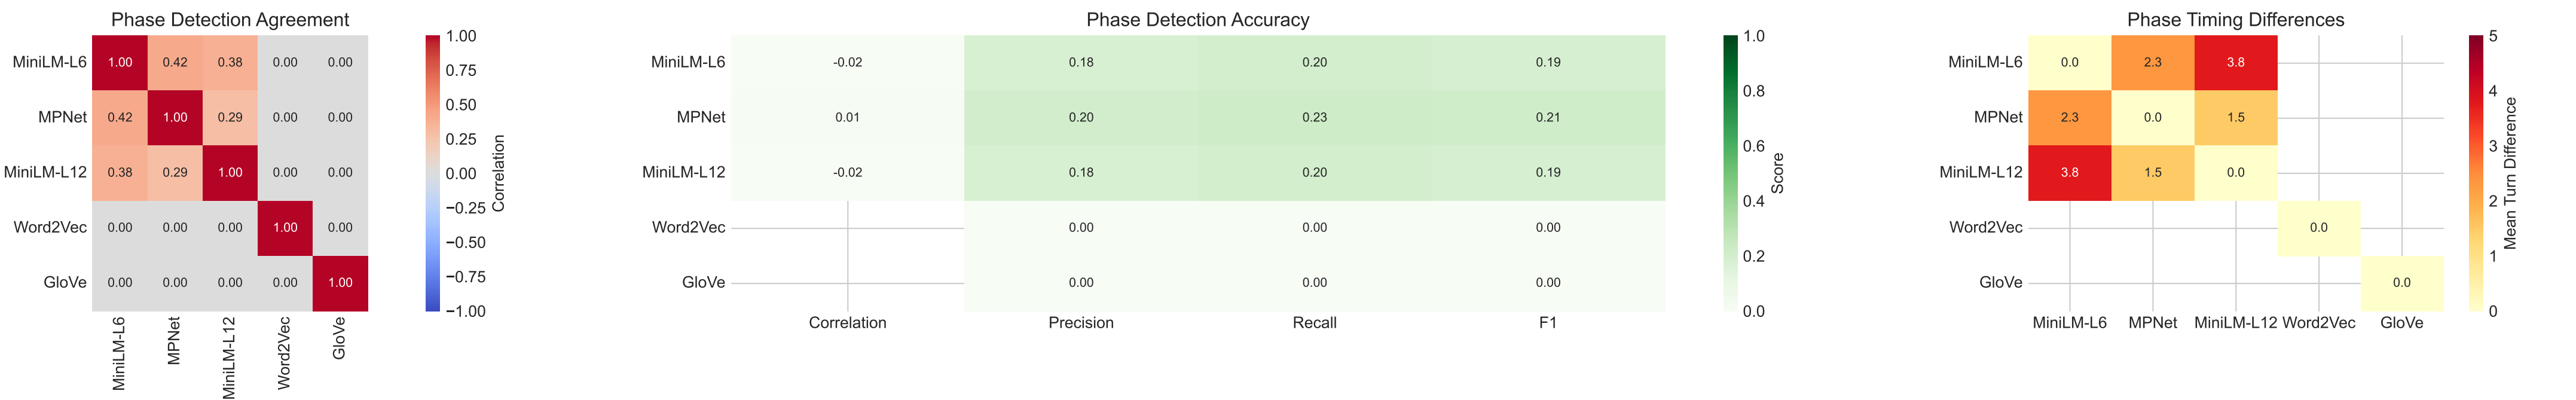 Phase Detection Agreement
MiniLM-L6 1.00 0.42 0.38 0.00 0.00
MPNet 0.42 1.00 0.29 0.00 0.00
MiniLM-L12 0.38 0.29 1.00 0.00 0.00
Word2Vec 0.00 0.00 0.00 1.00 0.00
GloVe 0.00 0.00 0.00 0.00 1.00
MiniLM-L6 MPNet MiniLM-L12 Word2Vec GloVe
1.00
0.75
0.50
0.25
0.00
−0.25
−0.50
−0.75
−1.00
Correlation
Phase Detection Accuracy
MiniLM-L6 -0.02 0.18 0.20 0.19
MPNet 0.01 0.20 0.23 0.21
MiniLM-L12 -0.02 0.18 0.20 0.19
Word2Vec 0.00 0.00 0.00
GloVe 0.00 0.00 0.00
Correlation Precision Recall F1
1.0
0.8
0.6
0.4
0.2
0.0
Score
Phase Timing Differences
MiniLM-L6 0.0 2.3 3.8
MPNet 2.3 0.0 1.5
MiniLM-L12 3.8 1.5 0.0
Word2Vec 0.0
GloVe 0.0
MiniLM-L6 MPNet MiniLM-L12 Word2Vec GloVe
5
4
3
2
1
0
Mean Turn Difference